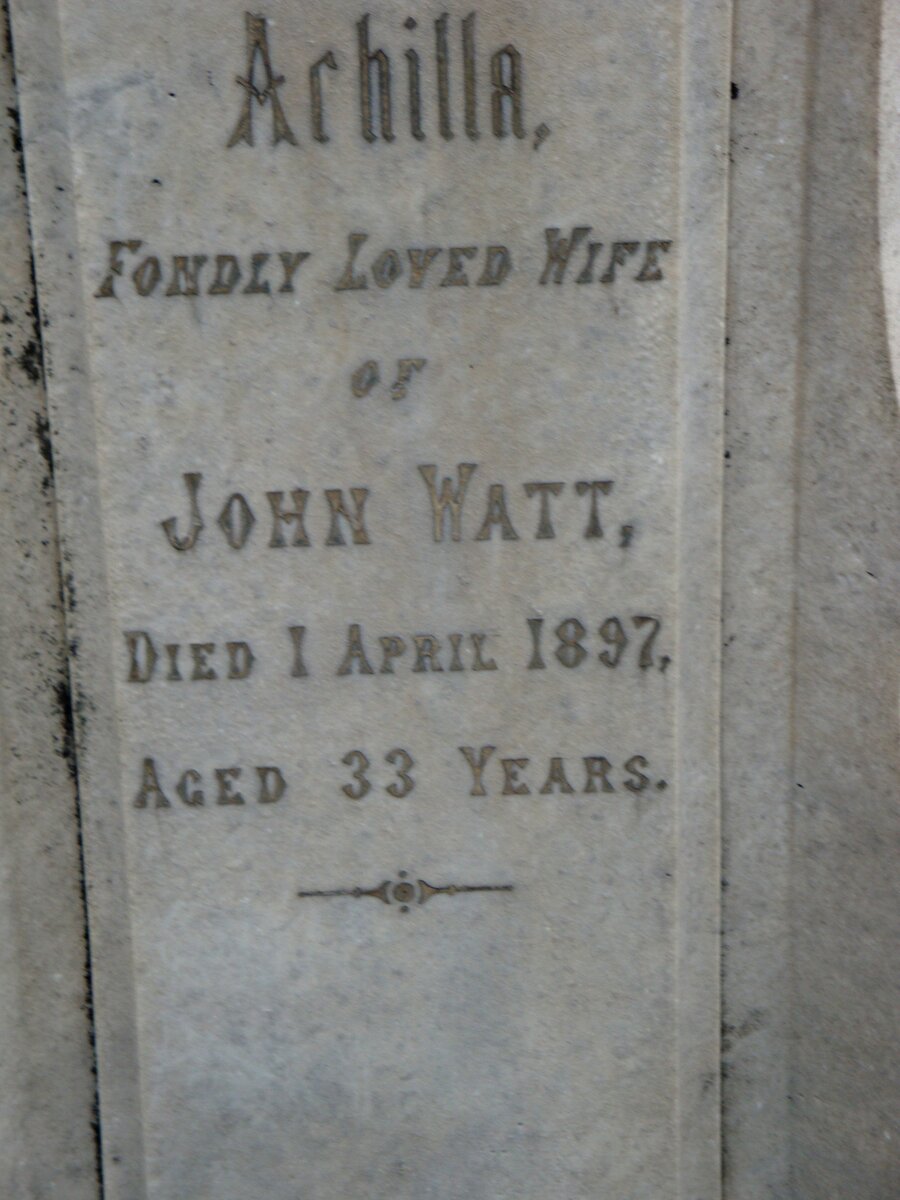 Achilla,
FONDLY LOVED WIFE
OF
JOHN WATT,
DIED 1 APRIL 1897,
AGED 33 YEARS.